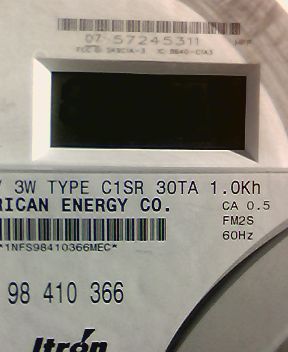 57245311
V 3W TYPE C1SR 30TA 1.0Kh
RICAN ENERGY CO.
CA 0.5
FM2S
60Hz
*1NFS98410366MEC*
98 410 366
Itron